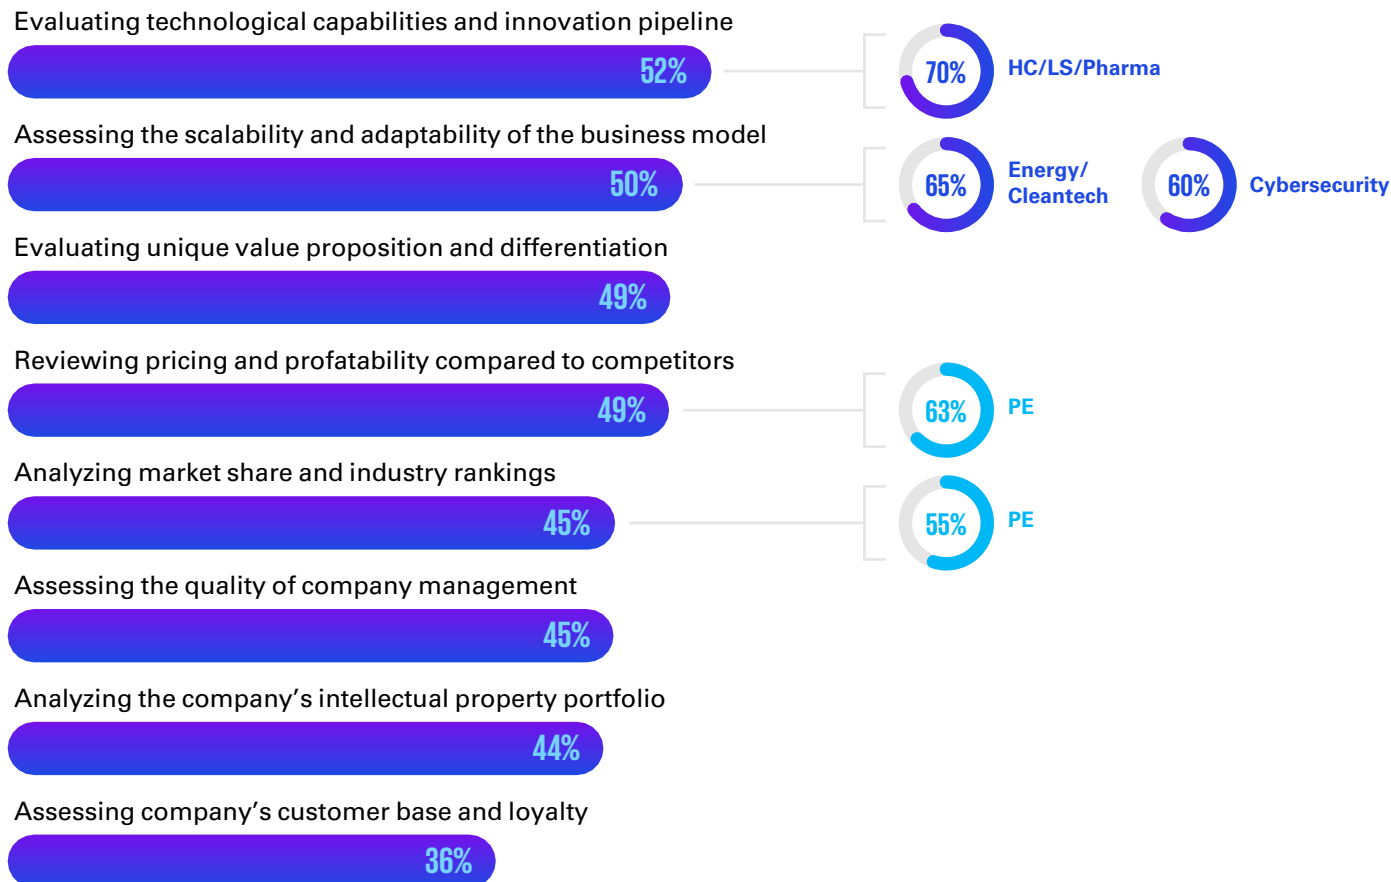 Evaluating technological capabilities and innovation pipeline
52%
70%
HC/LS/Pharma
Assessing the scalability and adaptability of the business model
50%
65%
Energy/
Cleantech
60%
Cybersecurity
Evaluating unique value proposition and differentiation
49%
Reviewing pricing and profatability compared to competitors
49%
63%
PE
Analyzing market share and industry rankings
45%
55%
PE
Assessing the quality of company management
45%
Analyzing the company’s intellectual property portfolio
44%
Assessing company’s customer base and loyalty
36%